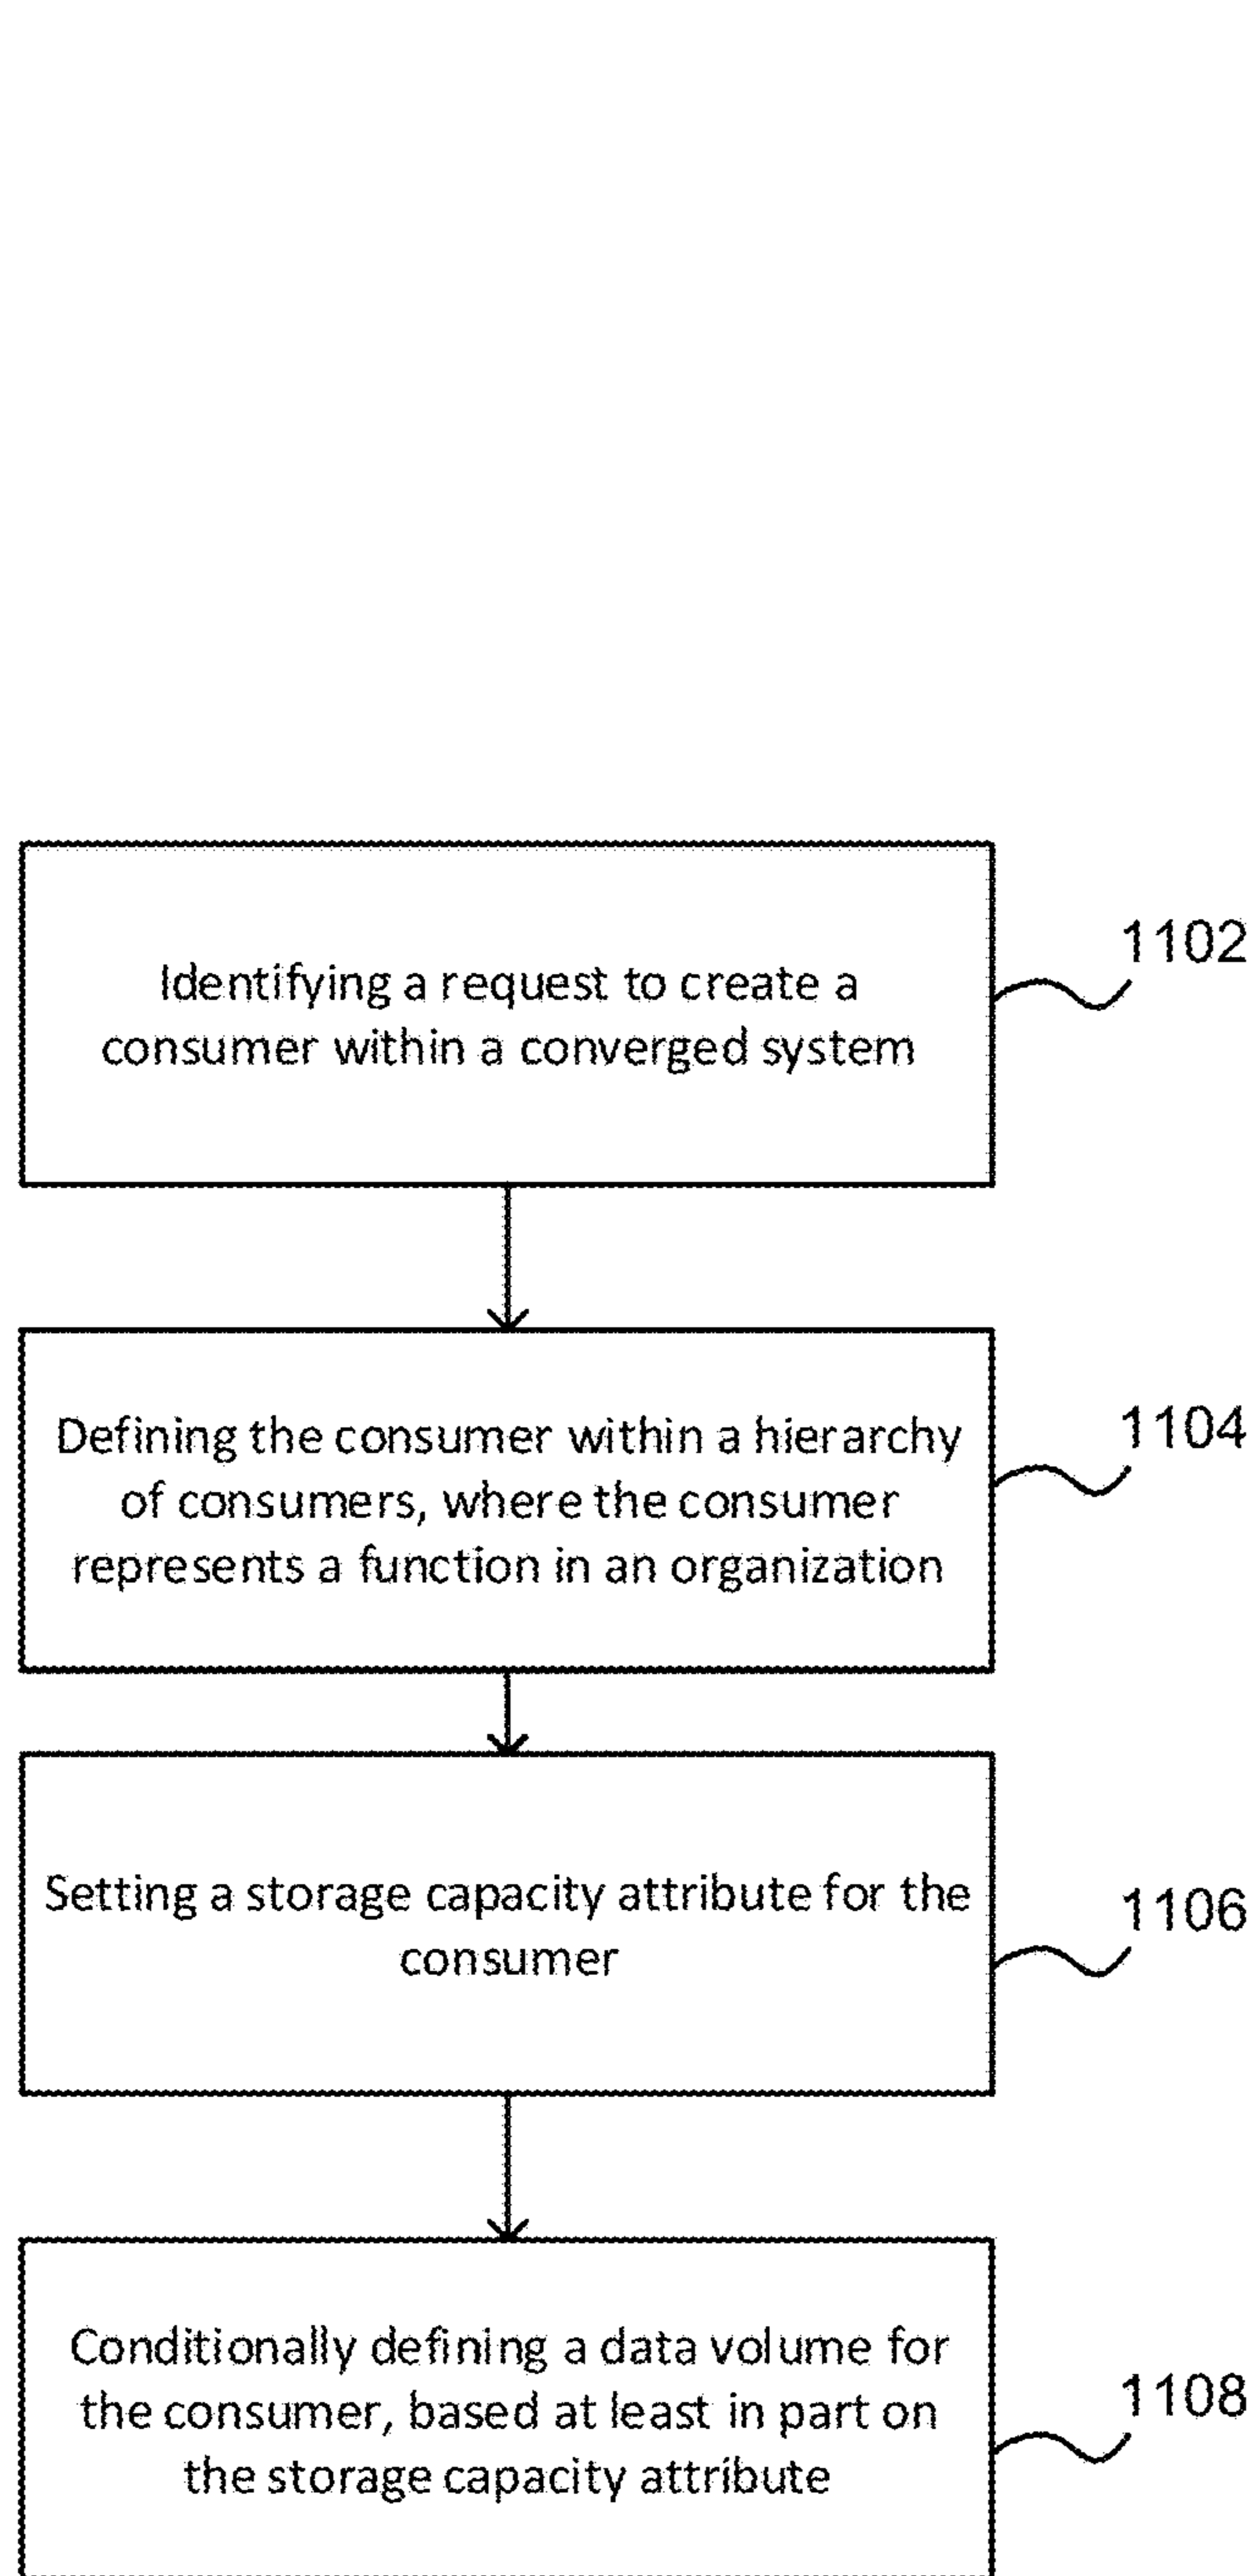 1102
Identifying a request to create a
consumer within a converged system
1104
Defining the consumer within a hierarchy
of consumers, where the consumer
represents a function in an organization
1106
Setting a storage capacity attribute for the
consumer
1108
Conditionally defining a data volume for
the consumer, based at least in part on
the storage capacity attribute